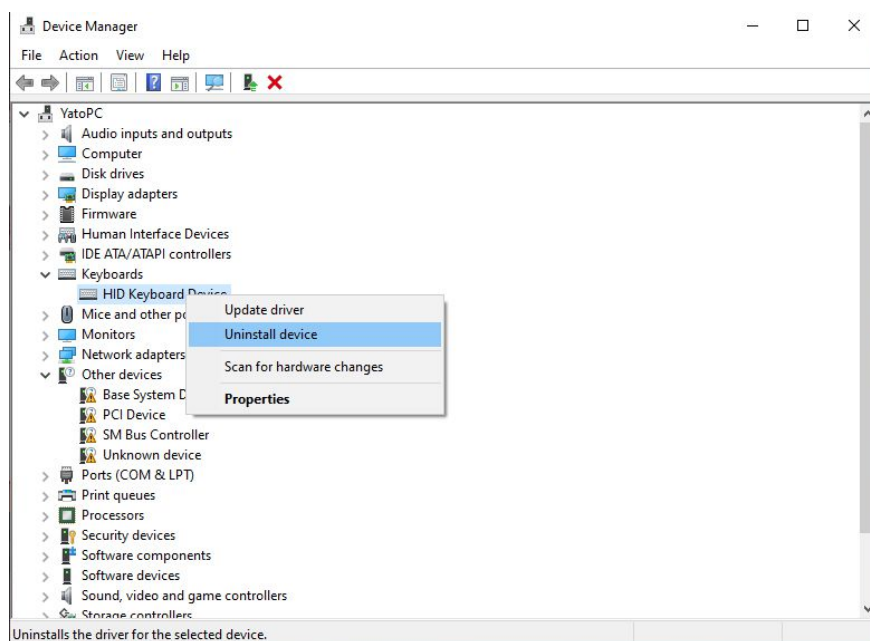 Device Manager
File Action View Help
YatoPC
Audio inputs and outputs
Computer
Disk drives
Display adapters
Firmware
Human Interface Devices
IDE ATA/ATAPI controllers
Keyboards
HID Keyboard Device
Update driver
Mice and other po
Uninstall device
Monitors
Network adapters
Scan for hardware changes
Other devices
Base System D
Properties
PCI Device
SM Bus Controller
Unknown device
Ports (COM & LPT)
Print queues
Processors
Security devices
Software components
Software devices
Sound, video and game controllers
Storage controllers
Uninstalls the driver for the selected device.